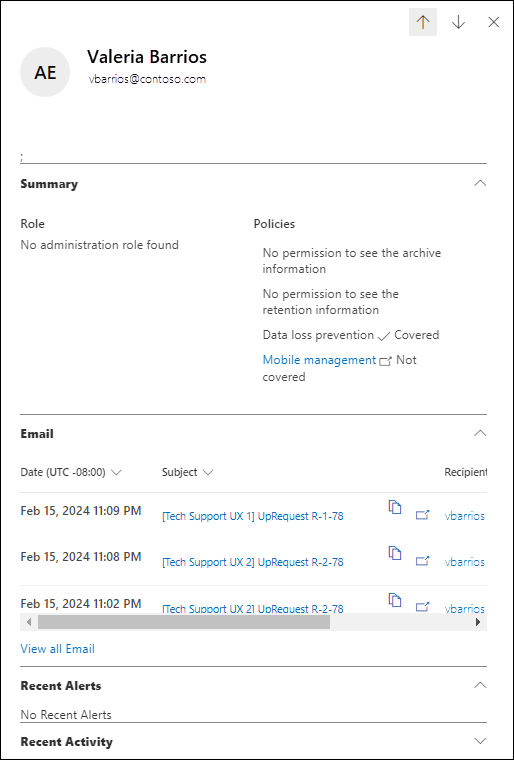 AE
Valeria Barrios
vbarrios@contoso.com
;
Summary
Role
No administration role found
Policies
No permission to see the archive
information
No permission to see the
retention information
Data loss prevention Covered
Mobile management Not
covered
Email
Date (UTC -08:00) Subject Recipient
Feb 15, 2024 11:09 PM [Tech Support UX 1] UpRequest R-1-78 vbarrios
Feb 15, 2024 11:08 PM [Tech Support UX 2] UpRequest R-2-78 vbarrios
Feb 15, 2024 11:02 PM [Tech Support UX 2] UpRequest R-2-78 vbarrios
View all Email
Recent Alerts
No Recent Alerts
Recent Activity